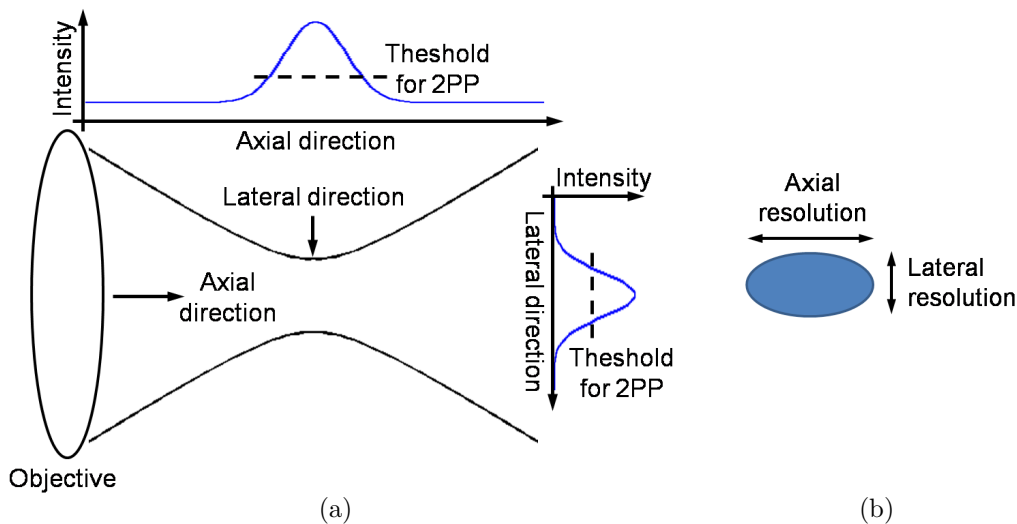 Intensity
Theshold
for 2PP
Axial direction
Lateral direction
Axial
direction
Objective
Intensity
Lateral direction
Theshold
for 2PP
(a)
Axial
resolution
Lateral
resolution
(b)